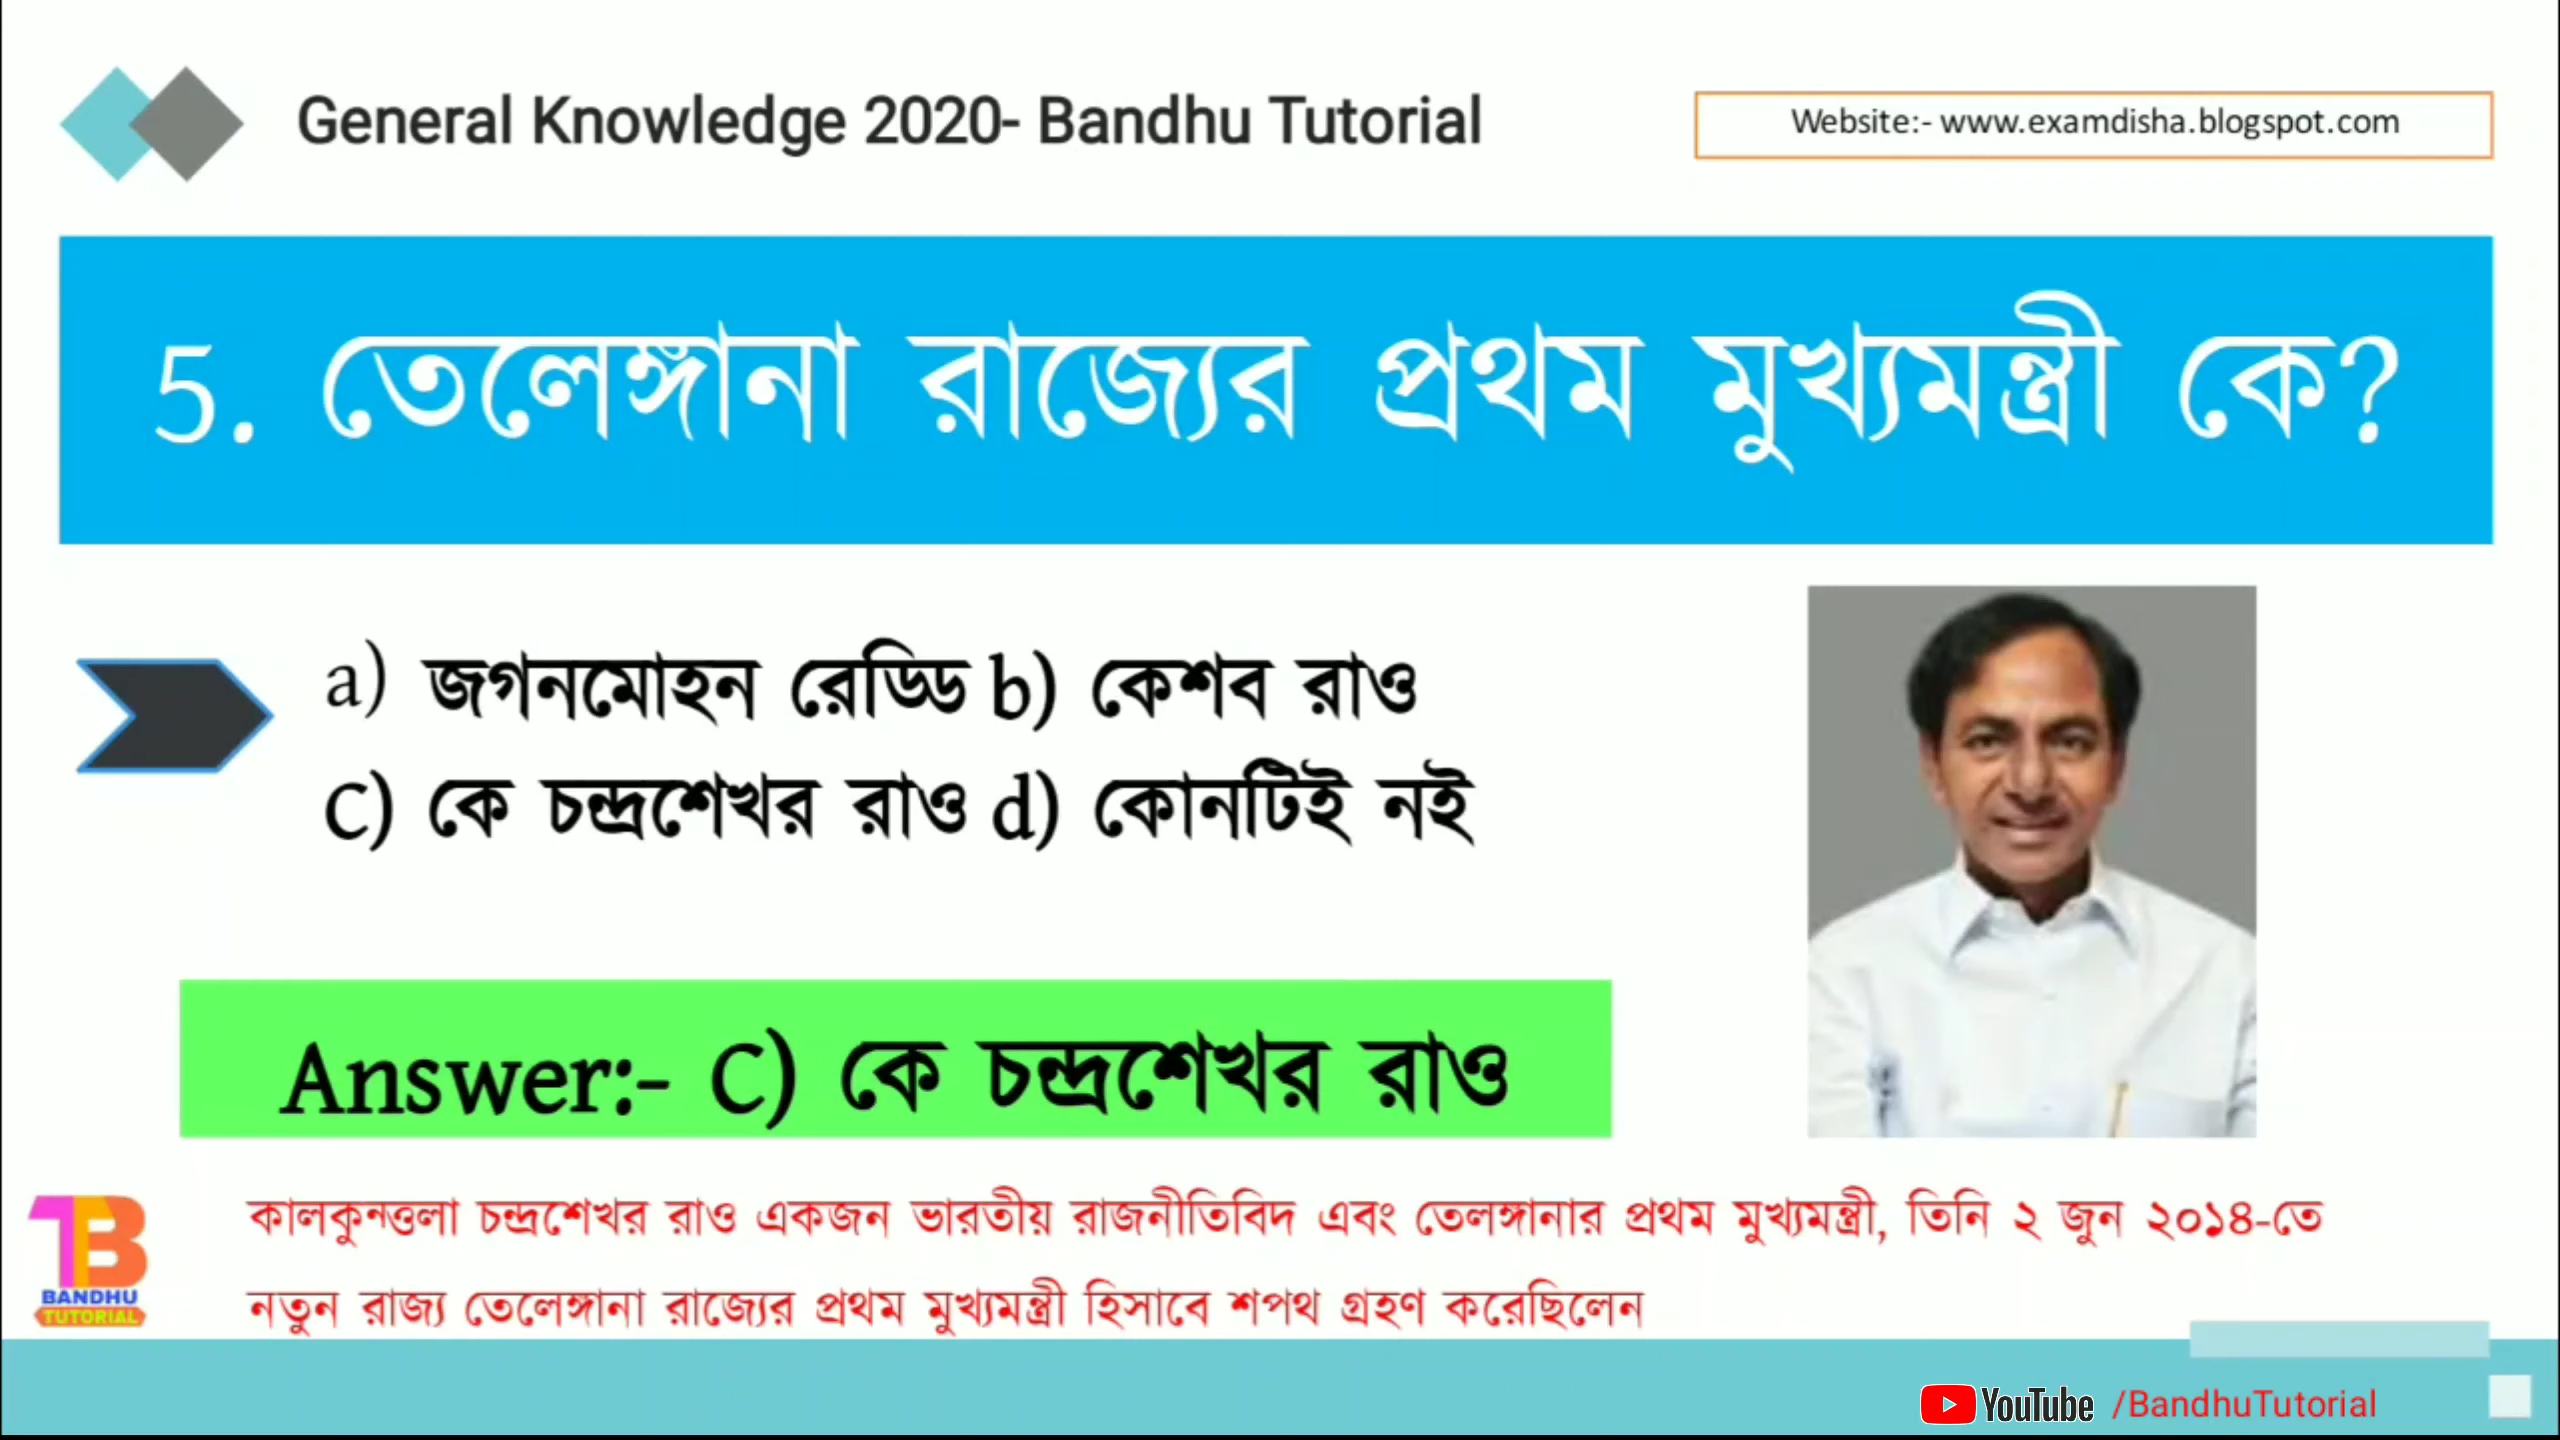 General Knowledge 2020- Bandhu Tutorial
Website:- www.examdisha.blogspot.com
5. তেলেঙ্গানা রাজ্যের প্রথম মুখ্যমন্ত্রী কে?
a) জগনমোহন রেড্ডি b) কেশব রাও
C) কে চন্দ্রশেখর রাও d) কোনটিই নই
Answer:- C) কে চন্দ্রশেখর রাও
কালকুন্তলা চন্দ্রশেখর রাও একজন ভারতীয় রাজনীতিবিদ এবং তেলঙ্গানার প্রথম মুখ্যমন্ত্রী, তিনি ২ জুন ২০১৪-তে
নতুন রাজ্য তেলেঙ্গানা রাজ্যের প্রথম মুখ্যমন্ত্রী হিসাবে শপথ গ্রহণ করেছিলেন
TB
BANDHU
TUTORIAL
YouTube /BandhuTutorial